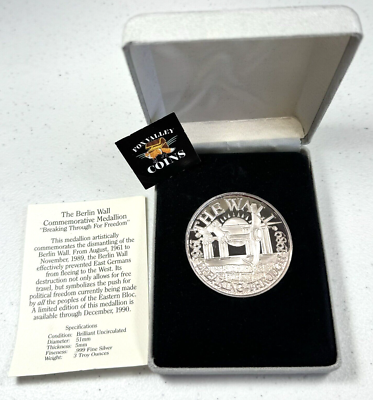 FOX VALLEY
COINS
THE WALL
1989
BREAKING THROUGH
The Berlin Wall
Commemorative Medallion
"Breaking Through For Freedom"
This medallion artistically
commemorates the dismantling of the
Berlin Wall. From August, 1961 to
November, 1989, the Berlin Wall
effectively prevented East Germans
from fleeing to the West. Its
destruction not only allows for free
travel, but symbolizes the push for
political freedom currently being made
by all the peoples of the Eastern Bloc.
A limited edition of this medallion is
available through December, 1990.
Specifications
Condition: Brilliant Uncirculated
Diameter: 51mm
Thickness: 5mm
Fineness: .999 Fine Silver
Weight: 2 Troy Ounces